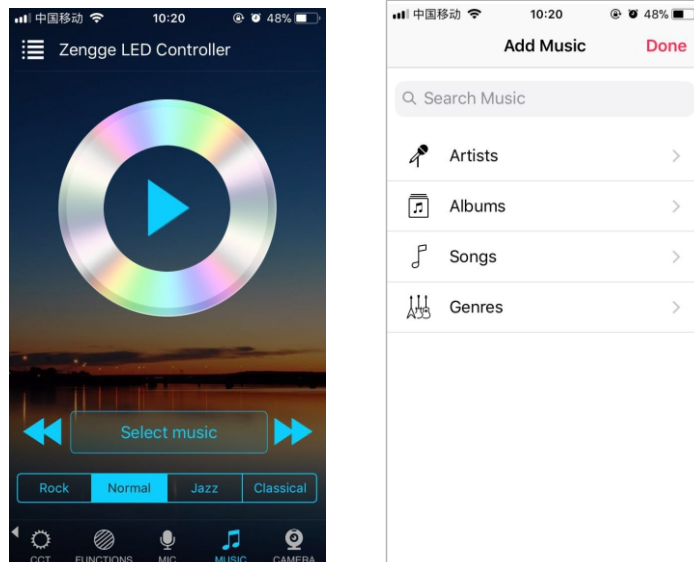 中国移动 10:20 48%
Zengge LED Controller
Select music
Rock Normal Jazz Classical
CCT FUNCTIONS MIC MUSIC CAMERA
中国移动 10:20 48%
Add Music Done
Search Music
Artists
Albums
Songs
Genres